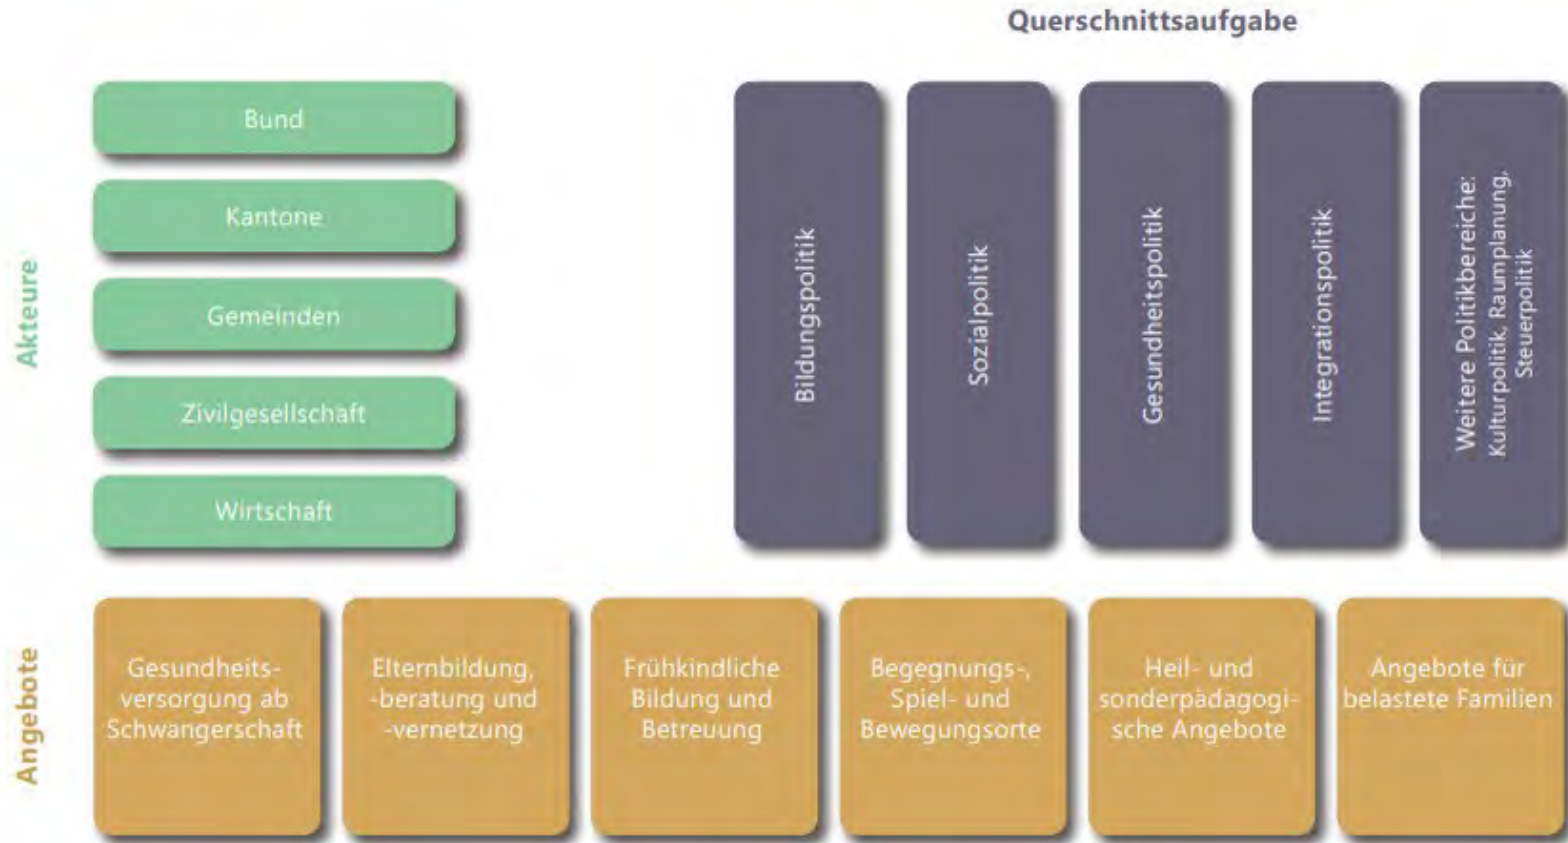 Querschnittsaufgabe
Akteure
Bund
Kantone
Gemeinden
Zivilgesellschaft
Wirtschaft
Bildungspolitik
Sozialpolitik
Gesundheitspolitik
Integrationspolitik
Weitere Politikbereiche:
Kulturpolitik, Raumplanung,
Steuerpolitik
Angebote
Gesundheits-
versorgung ab
Schwangerschaft
Elternbildung,
-beratung und
-vernetzung
Frühkindliche
Bildung und
Betreuung
Begegnungs-,
Spiel- und
Bewegungsorte
Heil- und
sonderpädagogi-
sche Angebote
Angebote für
belastete Familien